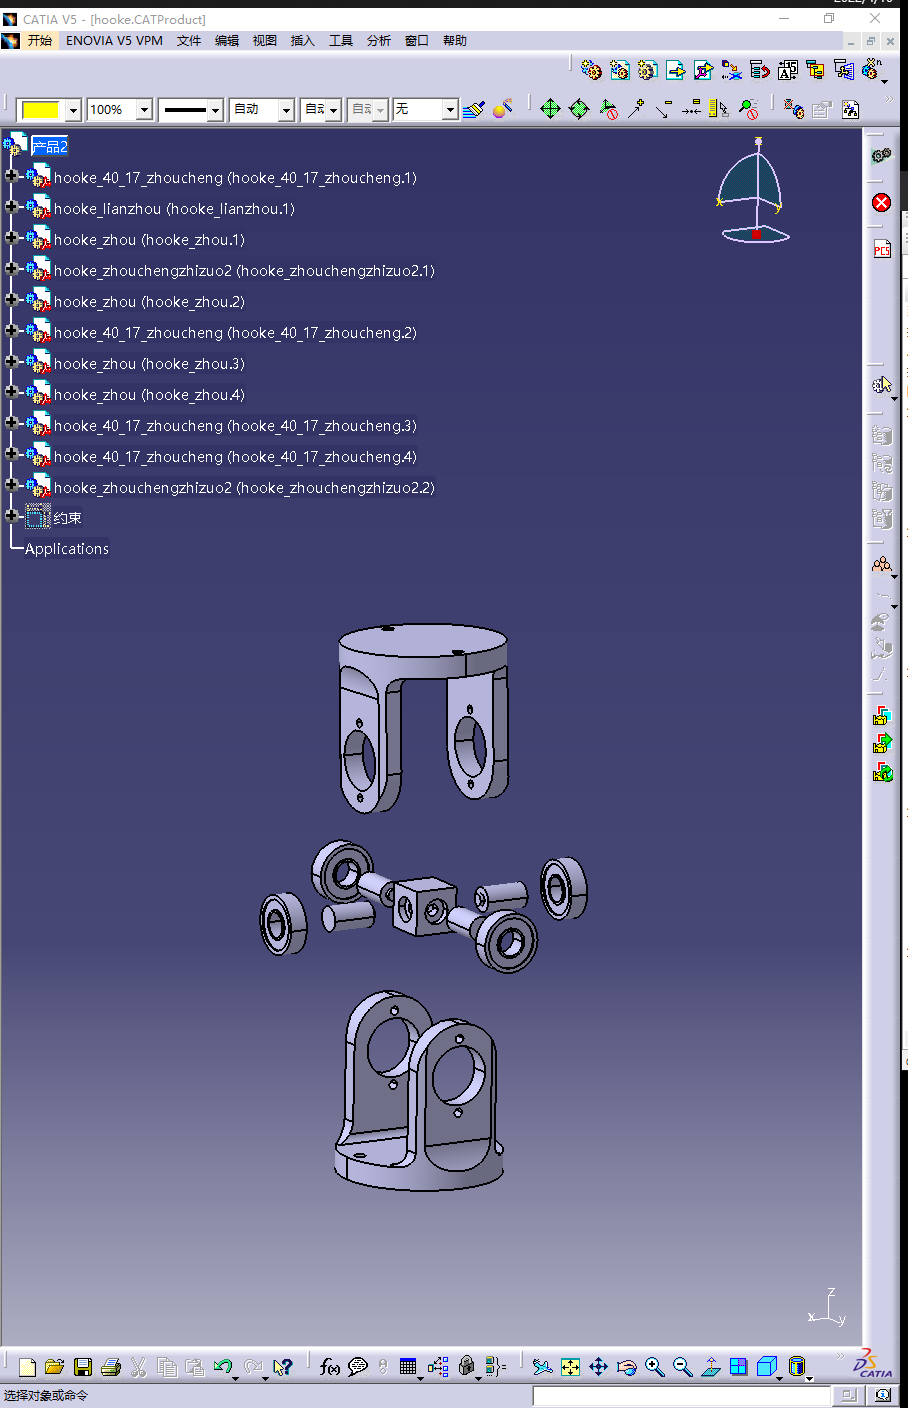 CATIA V5 - [hooke.CATProduct]
开始 ENOVIA V5 VPM 文件 编辑 视图 插入 工具 分析 窗口 帮助
100% 自动 自动 自动 无
产品2
hooke_40_17_zhoucheng (hooke_40_17_zhoucheng.1)
hooke_lianzhou (hooke_lianzhou.1)
hooke_zhou (hooke_zhou.1)
hooke_zhouchengzhizuo2 (hooke_zhouchengzhizuo2.1)
hooke_zhou (hooke_zhou.2)
hooke_40_17_zhoucheng (hooke_40_17_zhoucheng.2)
hooke_zhou (hooke_zhou.3)
hooke_zhou (hooke_zhou.4)
hooke_40_17_zhoucheng (hooke_40_17_zhoucheng.3)
hooke_40_17_zhoucheng (hooke_40_17_zhoucheng.4)
hooke_zhouchengzhizuo2 (hooke_zhouchengzhizuo2.2)
约束
Applications
x y
PCS
z
x y
f(x)
CATIA
选择对象或命令